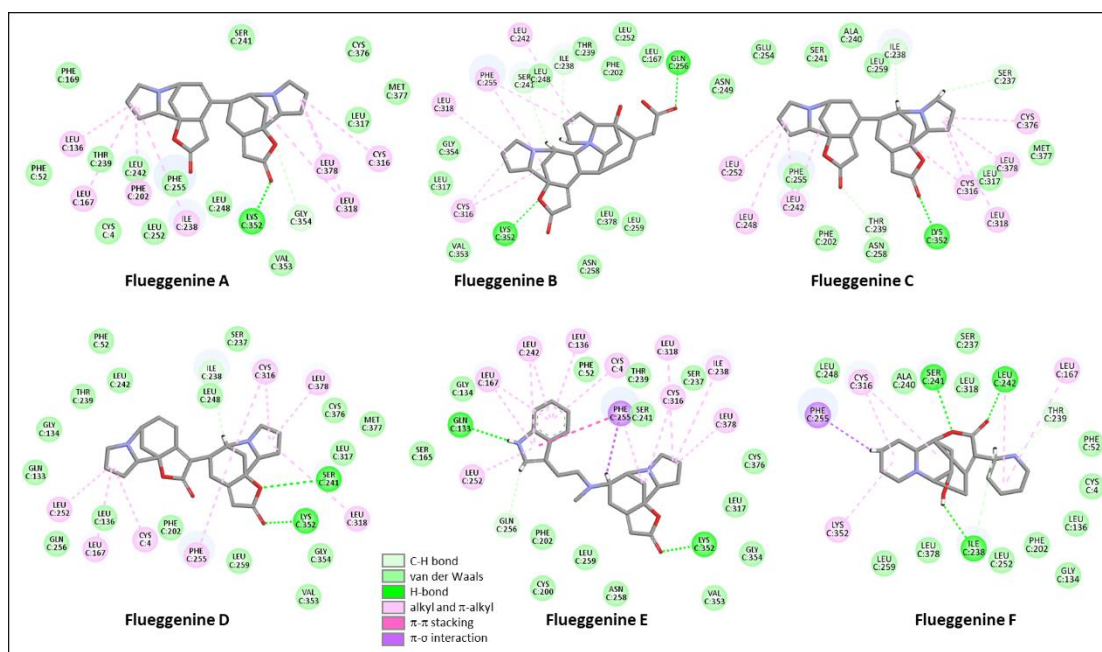 SER
C:241
CYS
C:376
PHE
C:169
MET
C:377
LEU
C:317
LEU
C:136
THR
C:239
LEU
C:242
PHE
C:255
LEU
C:378
CYS
C:316
PHE
C:52
LEU
C:167
PHE
C:202
ILE
C:238
LEU
C:248
LYS
C:352
GLY
C:354
LEU
C:318
CYS
C:4
LEU
C:252
VAL
C:353
Flueggenine A
LEU
C:242
LEU
C:252
THR
C:239
ILE
C:238
LEU
C:167
GLN
C:256
PHE
C:255
SER
C:241
LEU
C:248
PHE
C:202
ASN
C:249
LEU
C:318
GLY
C:354
LEU
C:317
CYS
C:316
LYS
C:352
LEU
C:378
LEU
C:259
VAL
C:353
ASN
C:258
Flueggenine B
ALA
C:240
ILE
C:238
GLU
C:254
SER
C:241
LEU
C:259
SER
C:237
CYS
C:376
MET
C:377
LEU
C:252
PHE
C:255
LEU
C:378
LEU
C:317
CYS
C:316
LEU
C:242
LEU
C:248
THR
C:239
LYS
C:352
LEU
C:318
PHE
C:202
ASN
C:258
Flueggenine C
PHE
C:52
SER
C:237
ILE
C:238
CYS
C:316
LEU
C:378
LEU
C:242
THR
C:239
LEU
C:248
CYS
C:376
MET
C:377
GLY
C:134
LEU
C:317
GLN
C:133
SER
C:241
LEU
C:252
LEU
C:136
LYS
C:352
LEU
C:318
PHE
C:202
CYS
C:4
GLN
C:256
LEU
C:167
PHE
C:255
LEU
C:259
GLY
C:354
VAL
C:353
Flueggenine D
LEU
C:242
LEU
C:136
CYS
C:4
LEU
C:318
ILE
C:238
PHE
C:52
THR
C:239
GLY
C:134
LEU
C:167
SER
C:237
CYS
C:316
PHE
C:255
SER
C:241
GLN
C:133
LEU
C:378
SER
C:165
CYS
C:376
LEU
C:252
LEU
C:317
GLN
C:256
PHE
C:202
LYS
C:352
GLY
C:354
LEU
C:259
CYS
C:200
ASN
C:258
VAL
C:353
Flueggenine E
SER
C:237
LEU
C:248
CYS
C:316
ALA
C:240
SER
C:241
LEU
C:318
LEU
C:242
LEU
C:167
PHE
C:255
THR
C:239
PHE
C:52
CYS
C:4
LYS
C:352
LEU
C:136
LEU
C:259
LEU
C:378
ILE
C:238
LEU
C:252
PHE
C:202
GLY
C:134
Flueggenine F
C-H bond
van der Waals
H-bond
alkyl and π-alkyl
π-π stacking
π-σ interaction